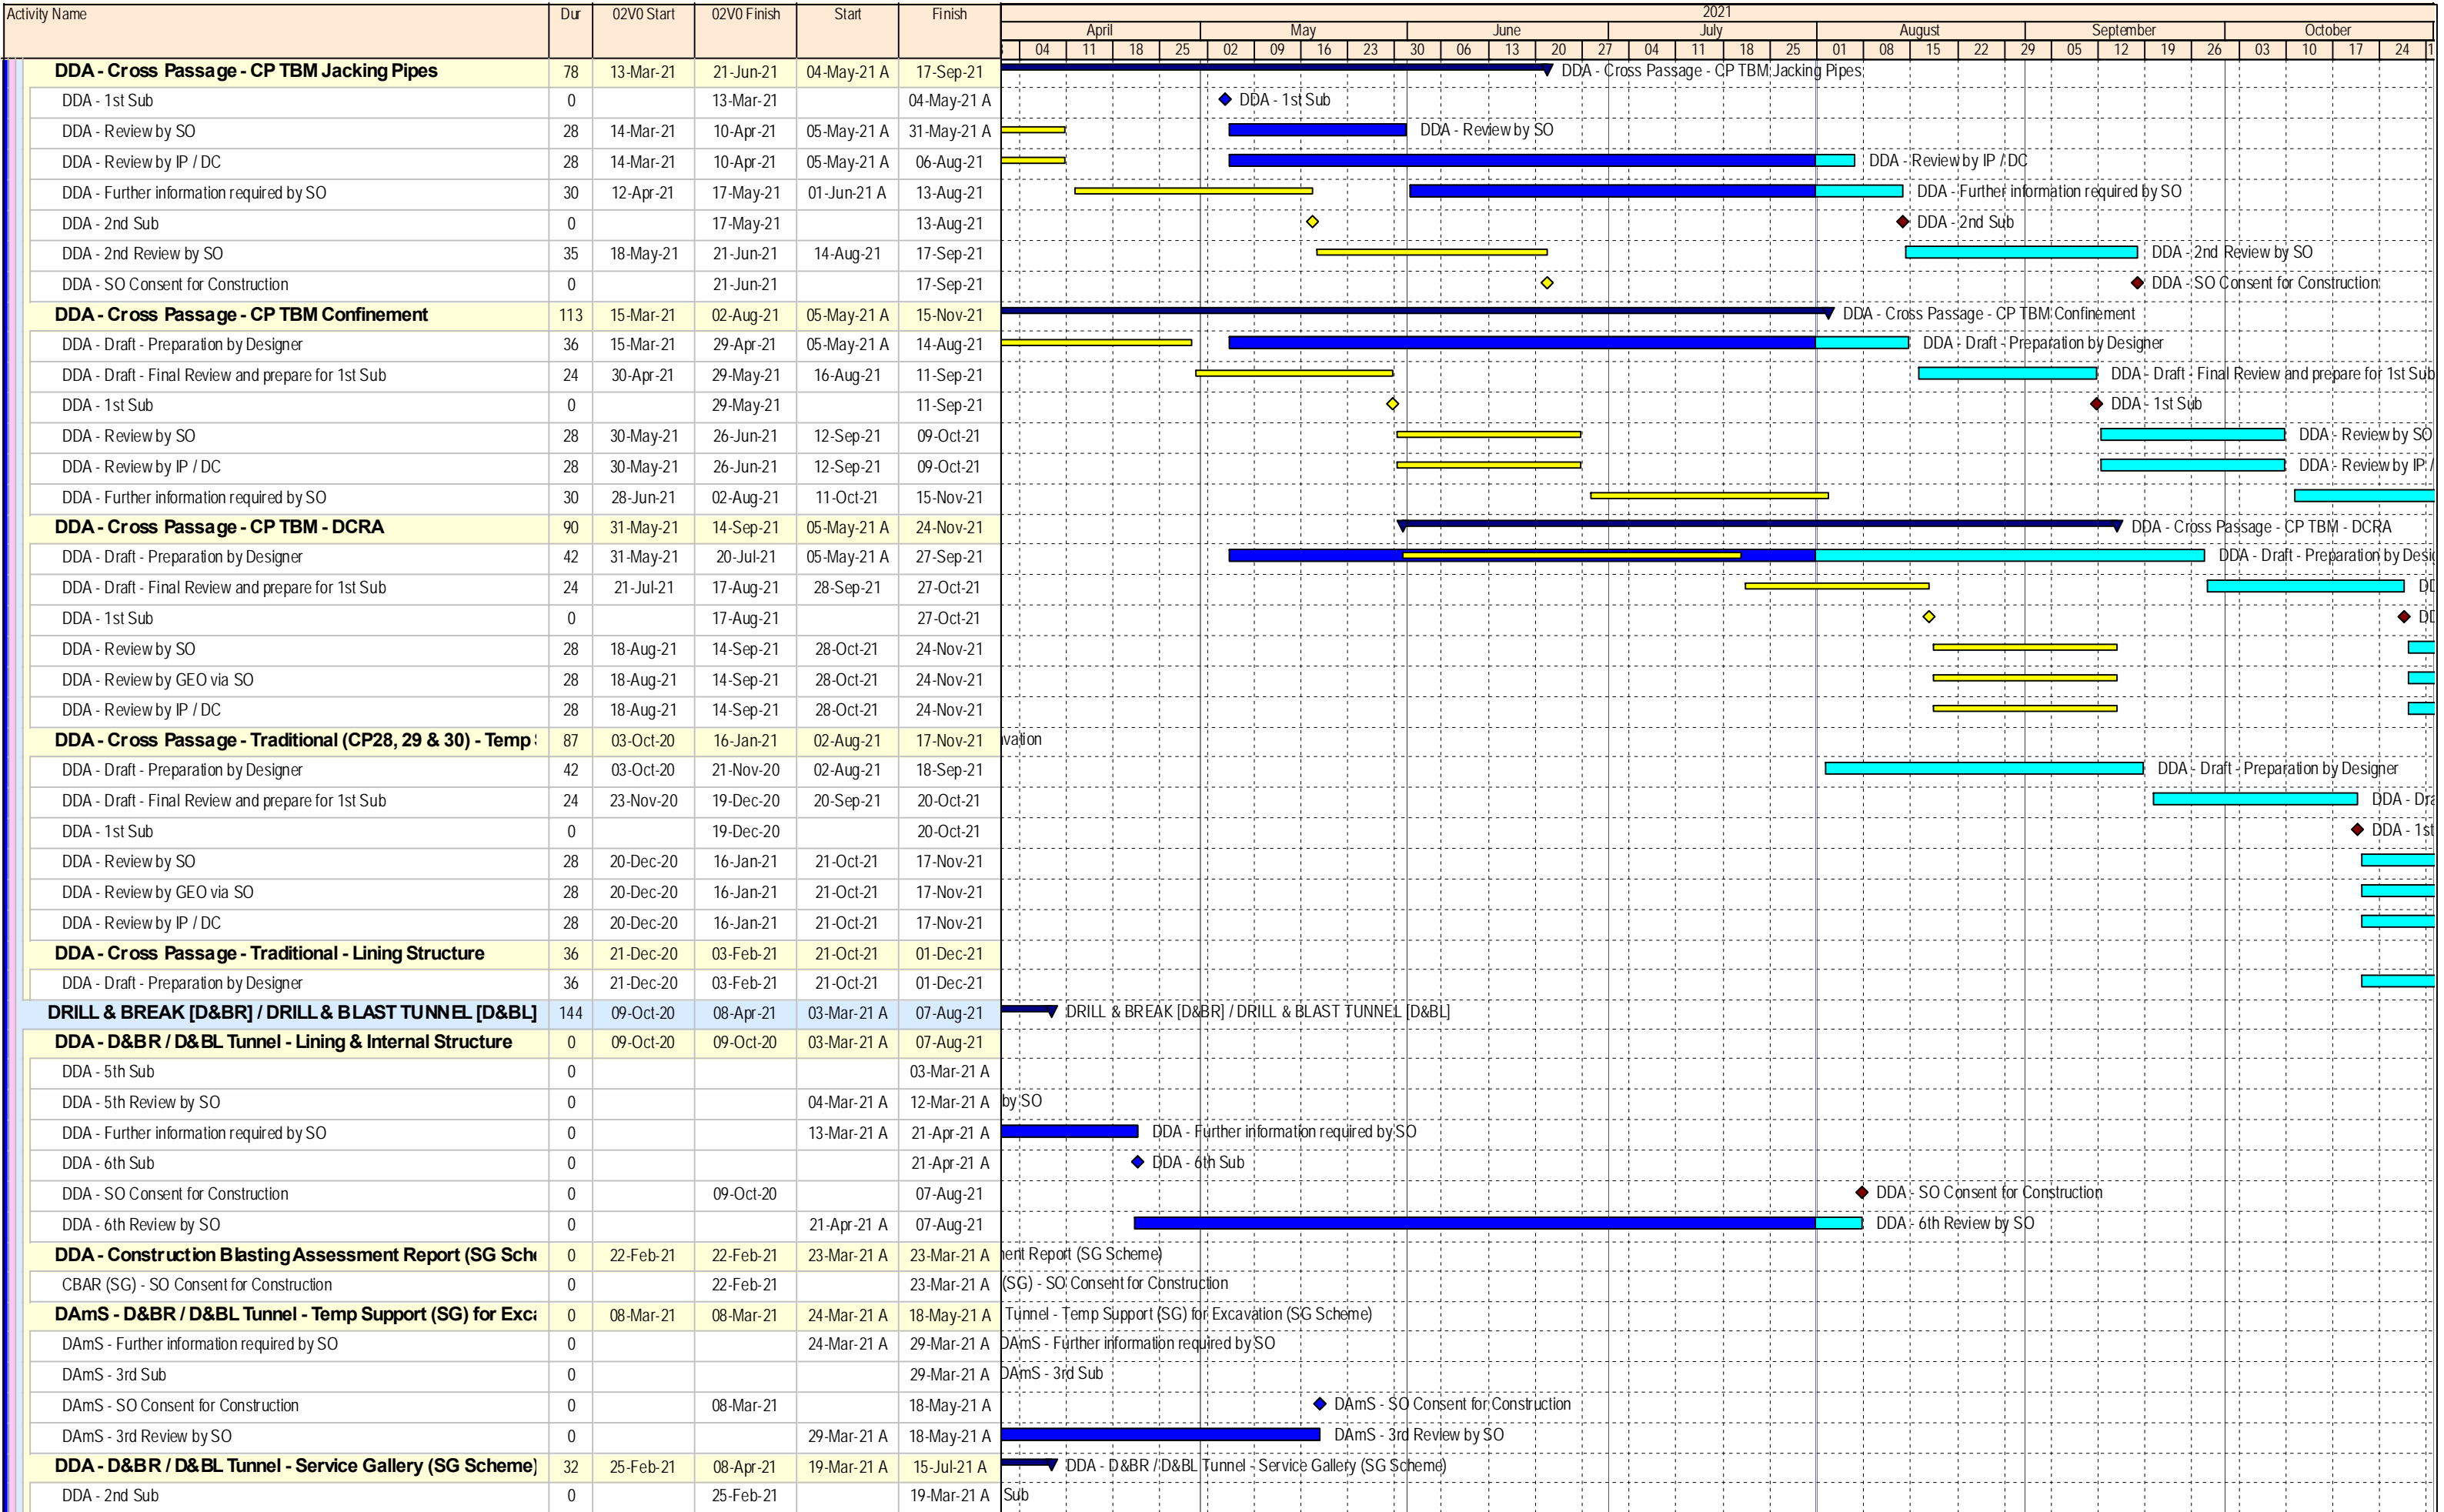 Activity Name Dur 02V0 Start 02V0 Finish Start Finish 2021
April May June July August September October
04 11 18 25 02 09 16 23 30 06 13 20 27 04 11 18 25 01 08 15 22 29 05 12 19 26 03 10 17 24
DDA - Cross Passage - CP TBM Jacking Pipes 78 13-Mar-21 21-Jun-21 04-May-21 A 17-Sep-21 DDA - Cross Passage - CP TBM Jacking Pipes
DDA - 1st Sub 0 13-Mar-21 04-May-21 A DDA - 1st Sub
DDA - Review by SO 28 14-Mar-21 10-Apr-21 05-May-21 A 31-May-21 A DDA - Review by SO
DDA - Review by IP / DC 28 14-Mar-21 10-Apr-21 05-May-21 A 06-Aug-21 DDA - Review by IP / DC
DDA - Further information required by SO 30 12-Apr-21 17-May-21 01-Jun-21 A 13-Aug-21 DDA - Further information required by SO
DDA - 2nd Sub 0 17-May-21 13-Aug-21 DDA - 2nd Sub
DDA - 2nd Review by SO 35 18-May-21 21-Jun-21 14-Aug-21 17-Sep-21 DDA - 2nd Review by SO
DDA - SO Consent for Construction 0 21-Jun-21 17-Sep-21 DDA - SO Consent for Construction
DDA - Cross Passage - CP TBM Confinement 113 15-Mar-21 02-Aug-21 05-May-21 A 15-Nov-21 DDA - Cross Passage - CP TBM Confinement
DDA - Draft - Preparation by Designer 36 15-Mar-21 29-Apr-21 05-May-21 A 14-Aug-21 DDA - Draft - Preparation by Designer
DDA - Draft - Final Review and prepare for 1st Sub 24 30-Apr-21 29-May-21 16-Aug-21 11-Sep-21 DDA - Draft - Final Review and prepare for 1st Sub
DDA - 1st Sub 0 29-May-21 11-Sep-21 DDA - 1st Sub
DDA - Review by SO 28 30-May-21 26-Jun-21 12-Sep-21 09-Oct-21 DDA - Review by SO
DDA - Review by IP / DC 28 30-May-21 26-Jun-21 12-Sep-21 09-Oct-21 DDA - Review by IP /
DDA - Further information required by SO 30 28-Jun-21 02-Aug-21 11-Oct-21 15-Nov-21
DDA - Cross Passage - CP TBM - DCRA 90 31-May-21 14-Sep-21 05-May-21 A 24-Nov-21 DDA - Cross Passage - CP TBM - DCRA
DDA - Draft - Preparation by Designer 42 31-May-21 20-Jul-21 05-May-21 A 27-Sep-21 DDA - Draft - Preparation by Desi
DDA - Draft - Final Review and prepare for 1st Sub 24 21-Jul-21 17-Aug-21 28-Sep-21 27-Oct-21 DD
DDA - 1st Sub 0 17-Aug-21 27-Oct-21 DD
DDA - Review by SO 28 18-Aug-21 14-Sep-21 28-Oct-21 24-Nov-21
DDA - Review by GEO via SO 28 18-Aug-21 14-Sep-21 28-Oct-21 24-Nov-21
DDA - Review by IP / DC 28 18-Aug-21 14-Sep-21 28-Oct-21 24-Nov-21
DDA - Cross Passage - Traditional (CP28, 29 & 30) - Temp 87 03-Oct-20 16-Jan-21 02-Aug-21 17-Nov-21 vation
DDA - Draft - Preparation by Designer 42 03-Oct-20 21-Nov-20 02-Aug-21 18-Sep-21 DDA - Draft - Preparation by Designer
DDA - Draft - Final Review and prepare for 1st Sub 24 23-Nov-20 19-Dec-20 20-Sep-21 20-Oct-21 DDA - Dra
DDA - 1st Sub 0 19-Dec-20 20-Oct-21 DDA - 1st
DDA - Review by SO 28 20-Dec-20 16-Jan-21 21-Oct-21 17-Nov-21
DDA - Review by GEO via SO 28 20-Dec-20 16-Jan-21 21-Oct-21 17-Nov-21
DDA - Review by IP / DC 28 20-Dec-20 16-Jan-21 21-Oct-21 17-Nov-21
DDA - Cross Passage - Traditional - Lining Structure 36 21-Dec-20 03-Feb-21 21-Oct-21 01-Dec-21
DDA - Draft - Preparation by Designer 36 21-Dec-20 03-Feb-21 21-Oct-21 01-Dec-21
DRILL & BREAK [D&BR] / DRILL & BLAST TUNNEL [D&BL] 144 09-Oct-20 08-Apr-21 03-Mar-21 A 07-Aug-21 DRILL & BREAK [D&BR] / DRILL & BLAST TUNNEL [D&BL]
DDA - D&BR / D&BL Tunnel - Lining & Internal Structure 0 09-Oct-20 09-Oct-20 03-Mar-21 A 07-Aug-21
DDA - 5th Sub 0 03-Mar-21 A
DDA - 5th Review by SO 0 04-Mar-21 A 12-Mar-21 A by SO
DDA - Further information required by SO 0 13-Mar-21 A 21-Apr-21 A DDA - Further information required by SO
DDA - 6th Sub 0 21-Apr-21 A DDA - 6th Sub
DDA - SO Consent for Construction 0 09-Oct-20 07-Aug-21 DDA - SO Consent for Construction
DDA - 6th Review by SO 0 21-Apr-21 A 07-Aug-21 DDA - 6th Review by SO
DDA - Construction Blasting Assessment Report (SG Sche 0 22-Feb-21 22-Feb-21 23-Mar-21 A 23-Mar-21 A ent Report (SG Scheme)
CBAR (SG) - SO Consent for Construction 0 22-Feb-21 23-Mar-21 A (SG) - SO Consent for Construction
DAmS - D&BR / D&BL Tunnel - Temp Support (SG) for Exca 0 08-Mar-21 08-Mar-21 24-Mar-21 A 18-May-21 A Tunnel - Temp Support (SG) for Excavation (SG Scheme)
DAmS - Further information required by SO 0 24-Mar-21 A 29-Mar-21 A DAmS - Further information required by SO
DAmS - 3rd Sub 0 29-Mar-21 A DAmS - 3rd Sub
DAmS - SO Consent for Construction 0 08-Mar-21 18-May-21 A DAmS - SO Consent for Construction
DAmS - 3rd Review by SO 0 29-Mar-21 A 18-May-21 A DAmS - 3rd Review by SO
DDA - D&BR / D&BL Tunnel - Service Gallery (SG Scheme) 32 25-Feb-21 08-Apr-21 19-Mar-21 A 15-Jul-21 A DDA - D&BR / D&BL Tunnel - Service Gallery (SG Scheme)
DDA - 2nd Sub 0 25-Feb-21 19-Mar-21 A Sub